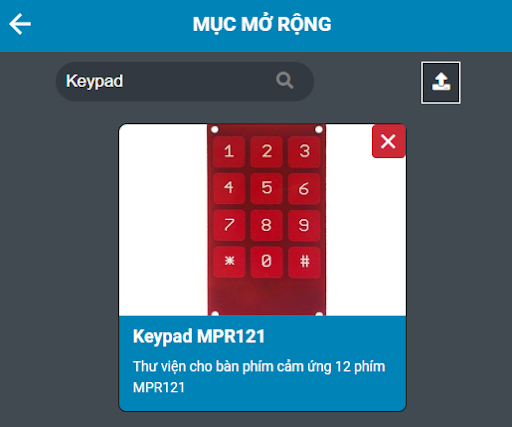 MỤC MỞ RỘNG
Keypad
1 2 3
4 5 6
7 8 9
* 0 #
Keypad MPR121
Thư viện cho bàn phím cảm ứng 12 phím
MPR121